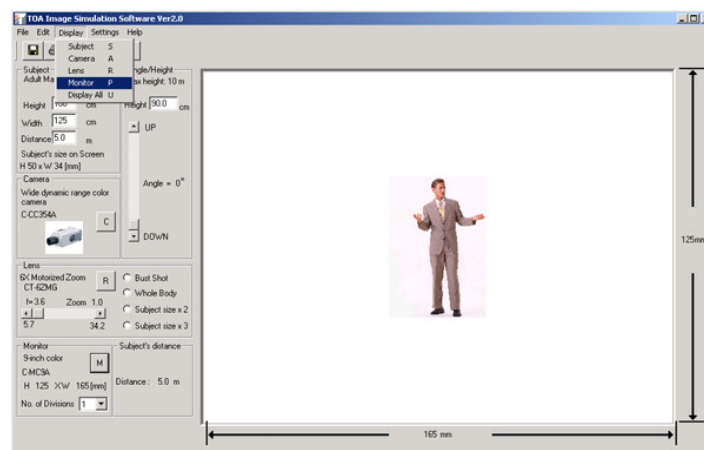 TOA Image Simulation Software Ver2.0
File Edit Display Settings Help
Subject S
Camera A
Lens R
Monitor P
Display All U
Subject
Adult Ma
Height 160 cm
Width 125 cm
Distance 5.0 m
Subject's size on Screen
H 50 x W 34 [mm]
Angle/Height
ax height: 10 m
Height 90.0 cm
UP
Angle = 0°
DOWN
Camera
Wide dynamic range color
camera
C-CC354A
C
Lens
6X Motorized Zoom
CT-6ZMG
R
f= 3.6 Zoom 1.0
5.7 34.2
Bust Shot
Whole Body
Subject size x 2
Subject size x 3
Monitor
9-inch color
C-MC9A
M
H 125 X W 165 [mm]
No. of Divisions 1
Subject's distance
Distance : 5.0 m
125mm
165 mm